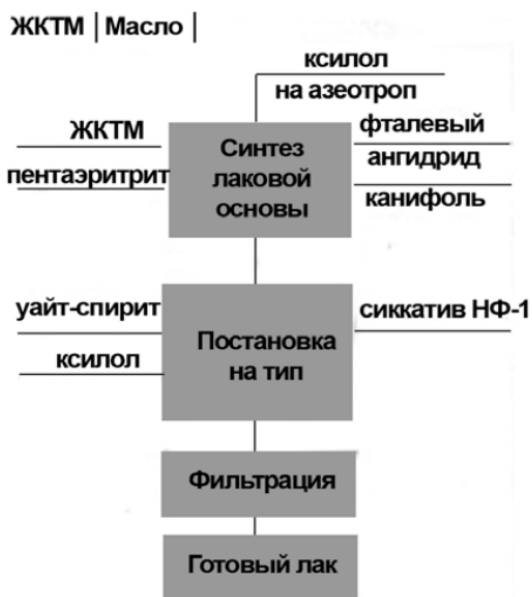 ЖКТМ | Масло |
ксилол
на азеотроп
ЖКТМ
пентаэритрит
Синтез
лаковой
основы
фталевый
ангидрид
канифоль
уайт-спирит
ксилол
Постановка
на тип
сиккатив НФ-1
Фильтрация
Готовый лак